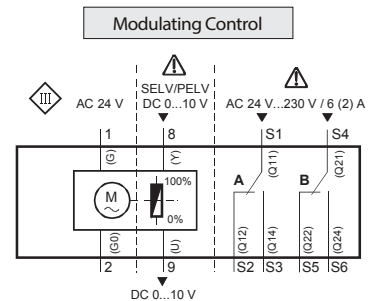 Modulating Control
III
AC 24 V
SELV/PELV
DC 0...10 V
AC 24 V...230 V / 6 (2) A
1 8 S1 S4
(G) (Y) (Q11) (Q21)
100%
A B
M
0%
(G0) (U) (Q12) (Q14) (Q22) (Q24)
2 9 S2 S3 S5 S6
DC 0...10 V